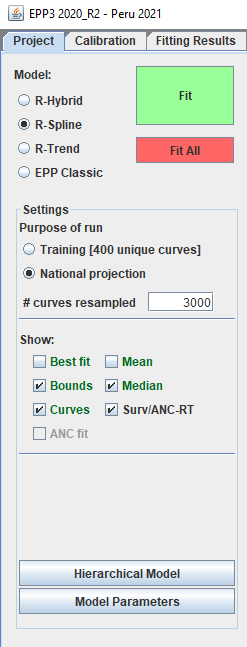 EPP3 2020_R2 - Peru 2021
Project Calibration Fitting Results
Model:
R-Hybrid
Fit
R-Spline
R-Trend
Fit All
EPP Classic
Settings
Purpose of run
Training [400 unique curves]
National projection
# curves resampled 3000
Show:
Best fit Mean
Bounds Median
Curves Surv/ANC-RT
ANC fit
Hierarchical Model
Model Parameters